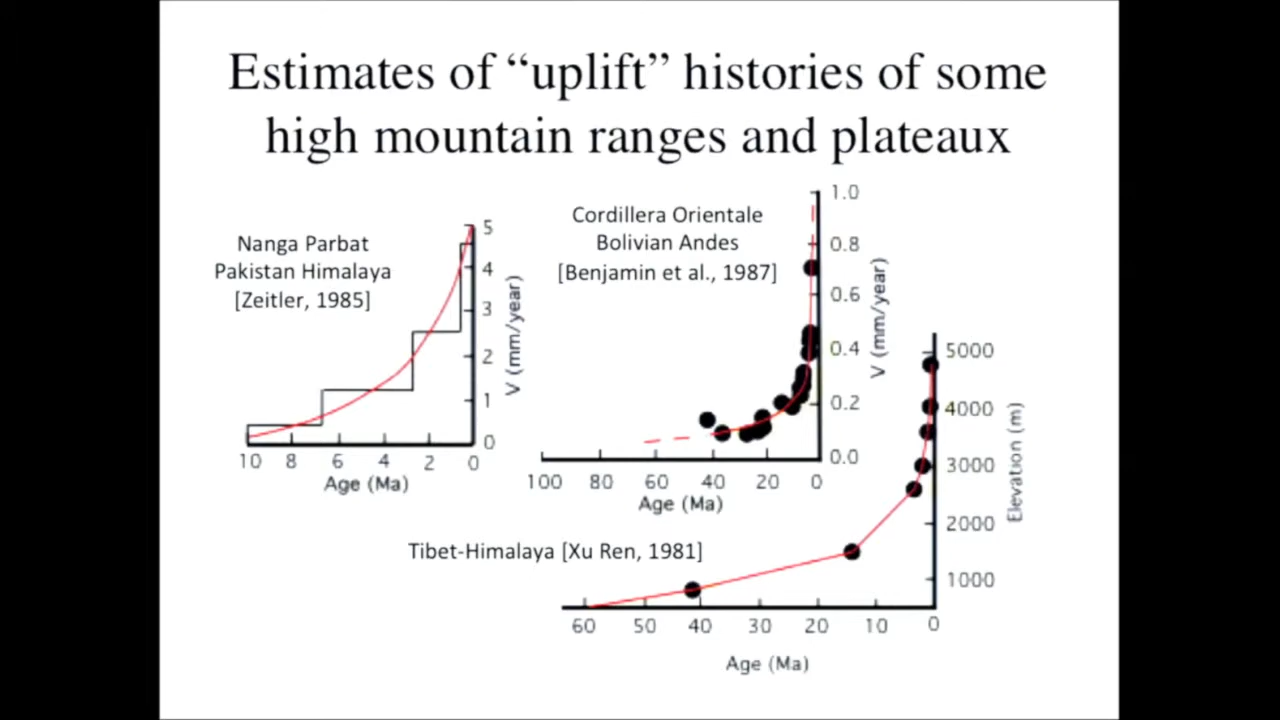 Estimates of “uplift” histories of some
high mountain ranges and plateaux
Nanga Parbat
Pakistan Himalaya
[Zeitler, 1985]
5
4
3
2
1
0
V (mm/year)
10 8 6 4 2 0
Age (Ma)
Cordillera Orientale
Bolivian Andes
[Benjamin et al., 1987]
1.0
0.8
0.6
0.4
0.2
0.0
V (mm/year)
100 80 60 40 20 0
Age (Ma)
Tibet-Himalaya [Xu Ren, 1981]
5000
4000
3000
2000
1000
Elevation (m)
60 50 40 30 20 10 0
Age (Ma)